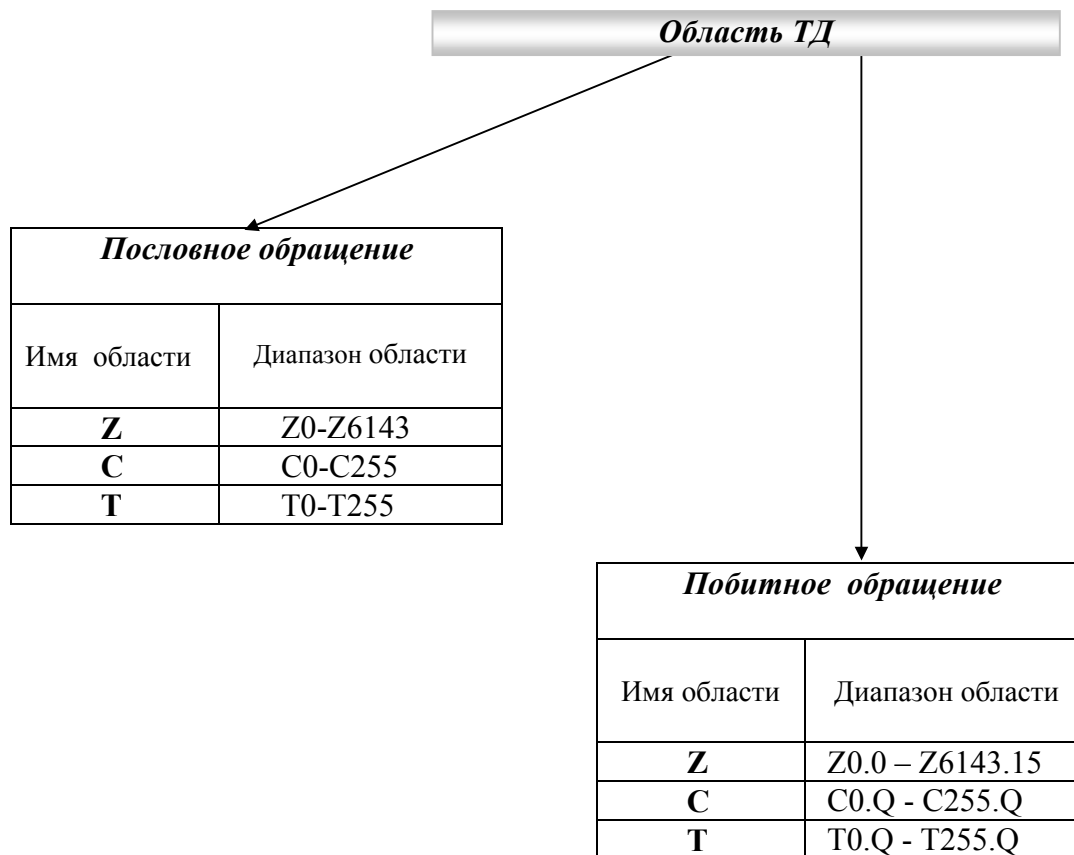 Область ТД
Пословное обращение
Имя области Диапазон области
Z Z0-Z6143
C C0-C255
T T0-T255
Побитное обращение
Имя области Диапазон области
Z Z0.0 – Z6143.15
C C0.Q - C255.Q
T T0.Q - T255.Q